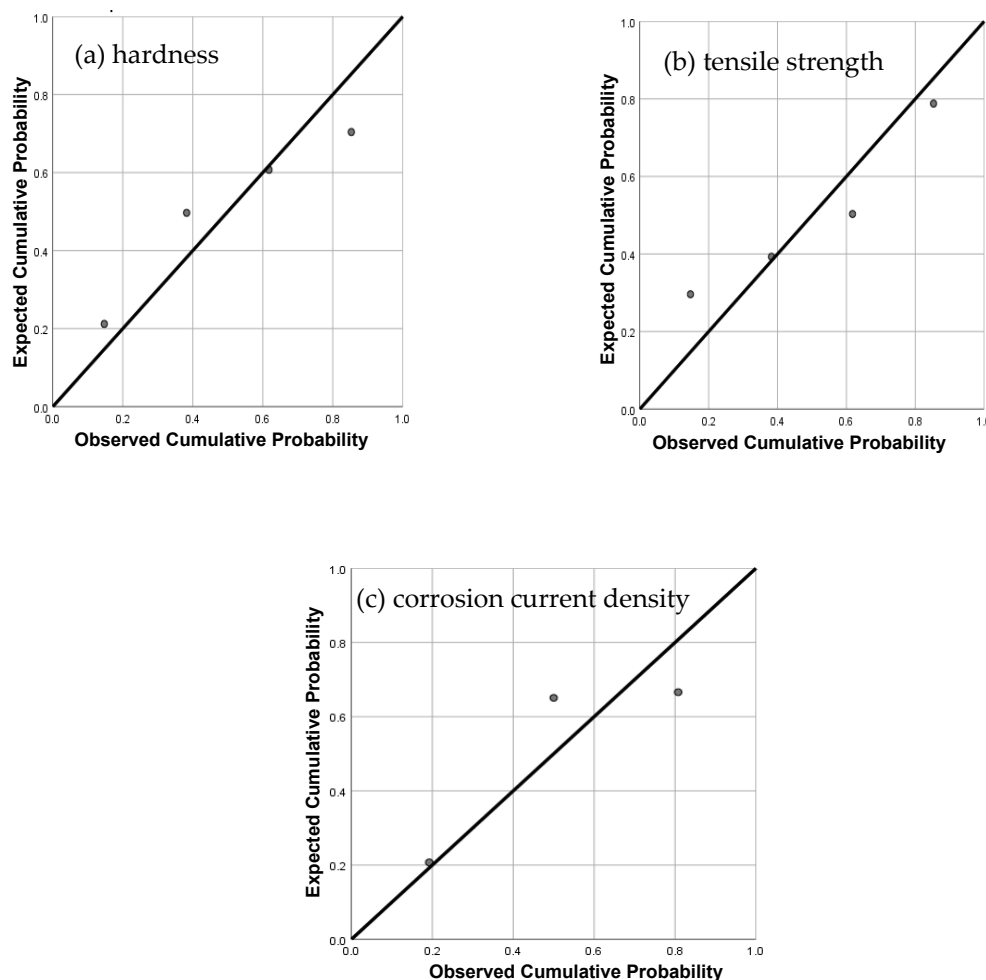 (a) hardness
1.0
0.8
0.6
0.4
0.2
0.0
Expected Cumulative Probability
0.0 0.2 0.4 0.6 0.8 1.0
Observed Cumulative Probability
(b) tensile strength
1.0
0.8
0.6
0.4
0.2
0.0
Expected Cumulative Probability
0.0 0.2 0.4 0.6 0.8 1.0
Observed Cumulative Probability
(c) corrosion current density
1.0
0.8
0.6
0.4
0.2
0.0
Expected Cumulative Probability
0.0 0.2 0.4 0.6 0.8 1.0
Observed Cumulative Probability